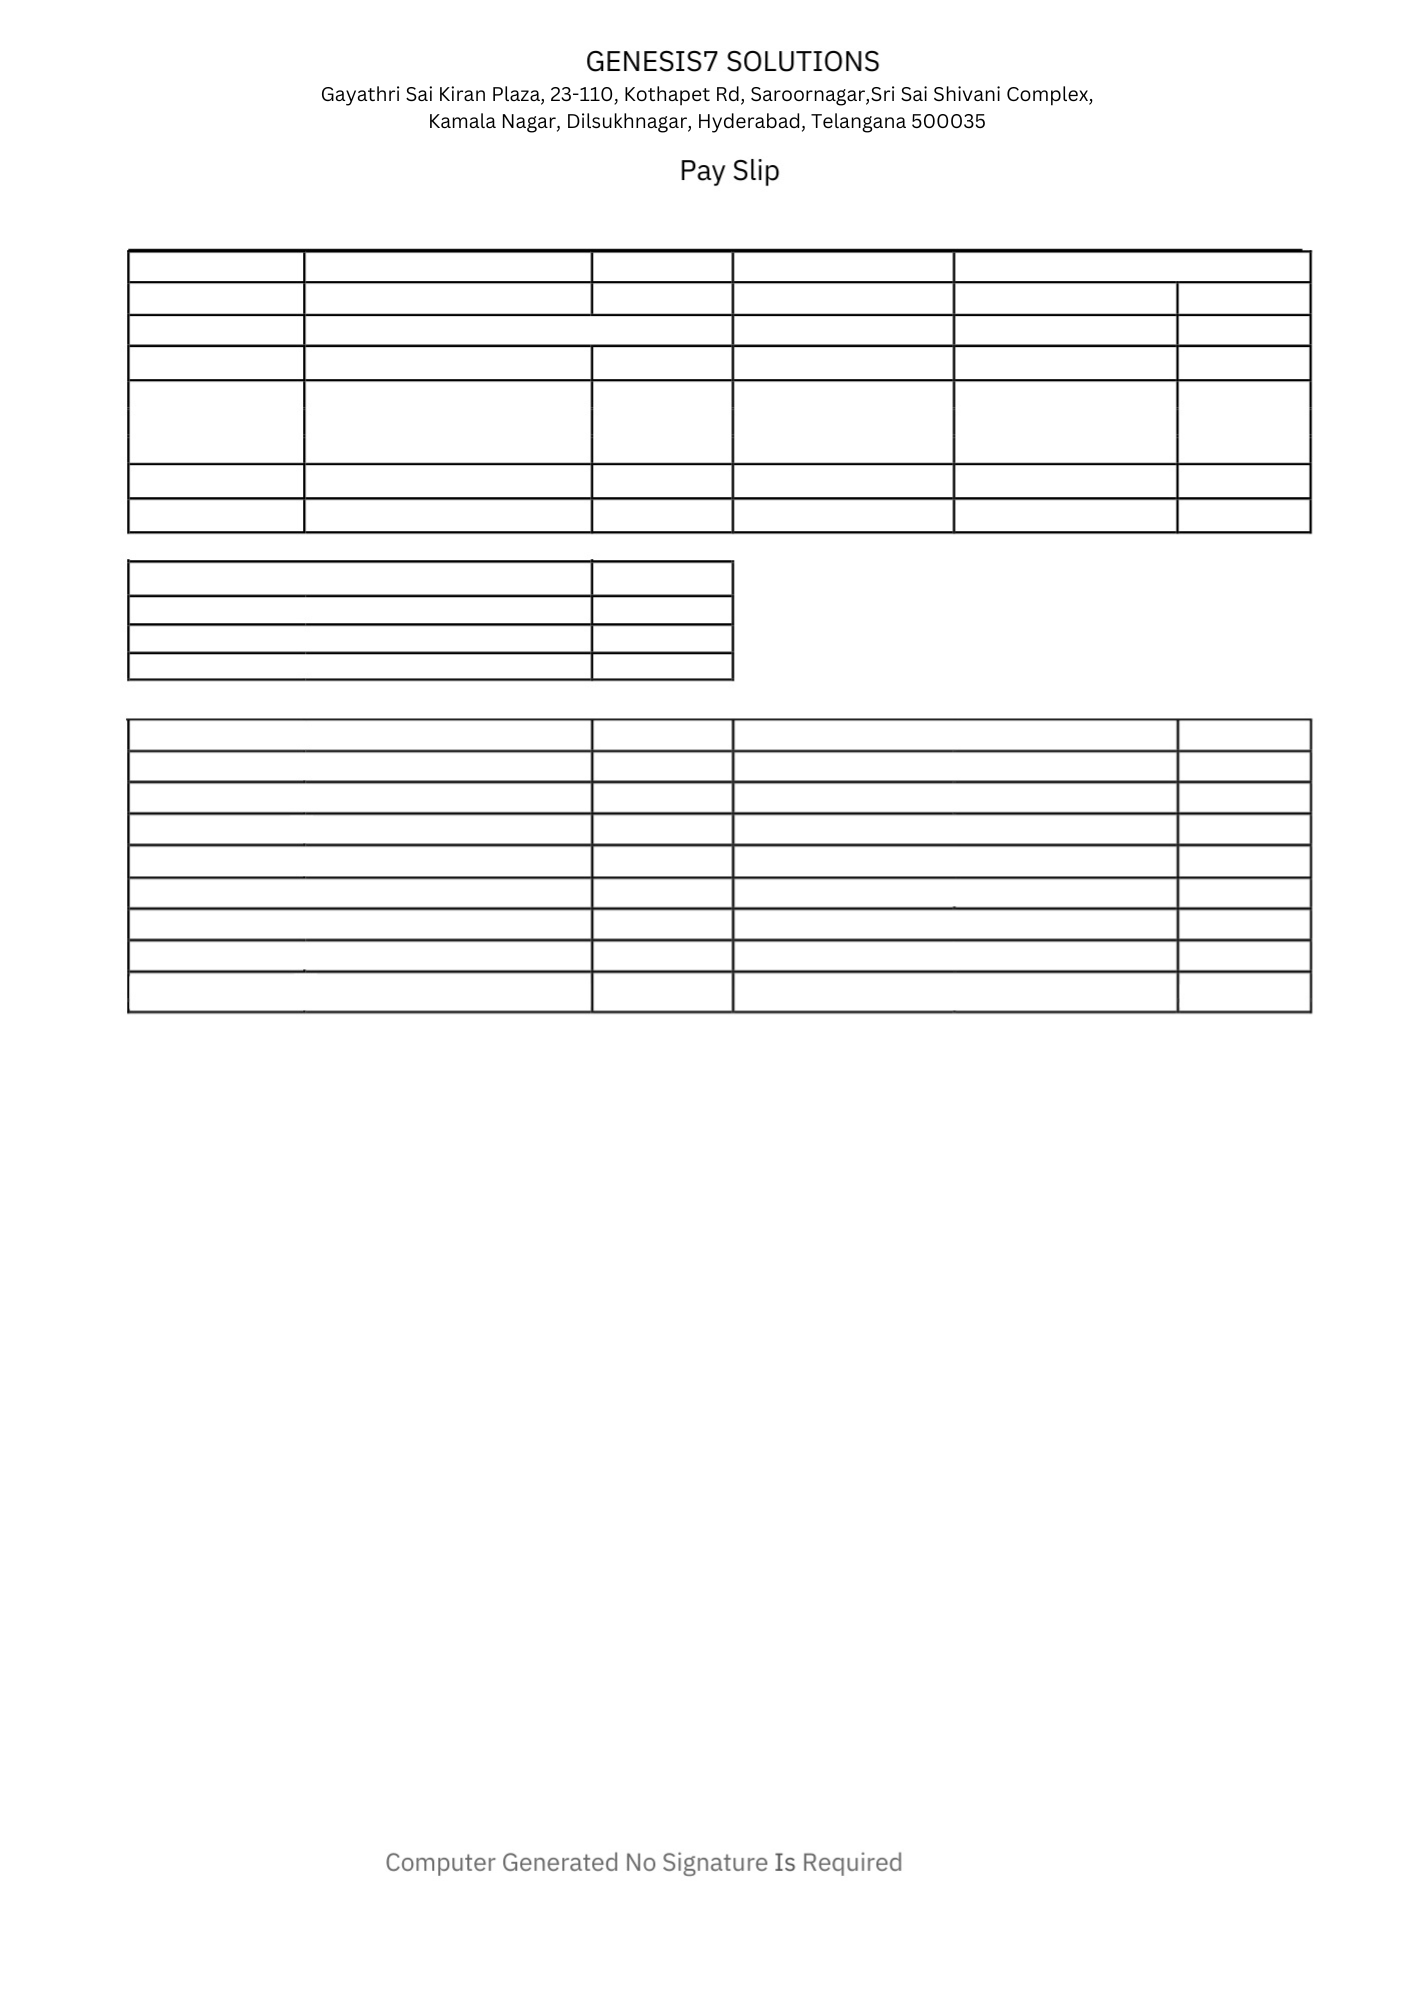 GENESIS7 SOLUTIONS
Gayathri Sai Kiran Plaza, 23-110, Kothapet Rd, Saroornagar,Sri Sai Shivani Complex,
Kamala Nagar, Dilsukhnagar, Hyderabad, Telangana 500035
Pay Slip
Computer Generated No Signature Is Required